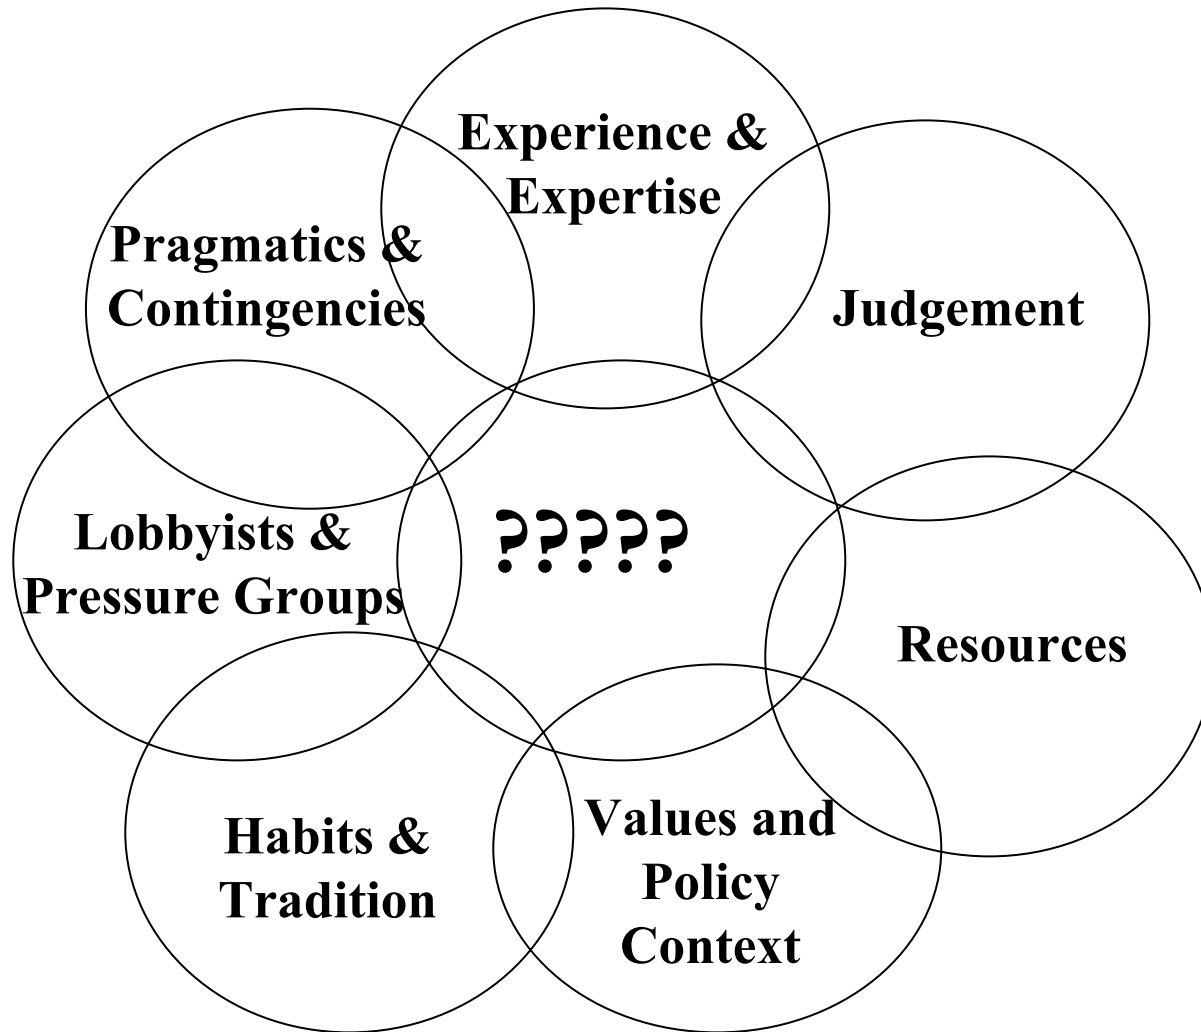 Experience &
Expertise
Pragmatics &
Contingencies
Judgement
Lobbyists &
Pressure Groups
?????
Resources
Habits &
Tradition
Values and
Policy
Context